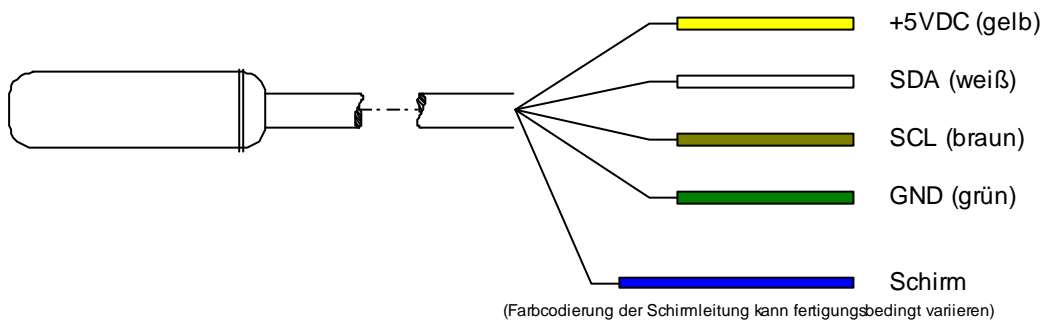 +5VDC (gelb)
SDA (weiß)
SCL (braun)
GND (grün)
Schirm
(Farbcodierung der Schirmleitung kann fertigungsbedingt variieren)